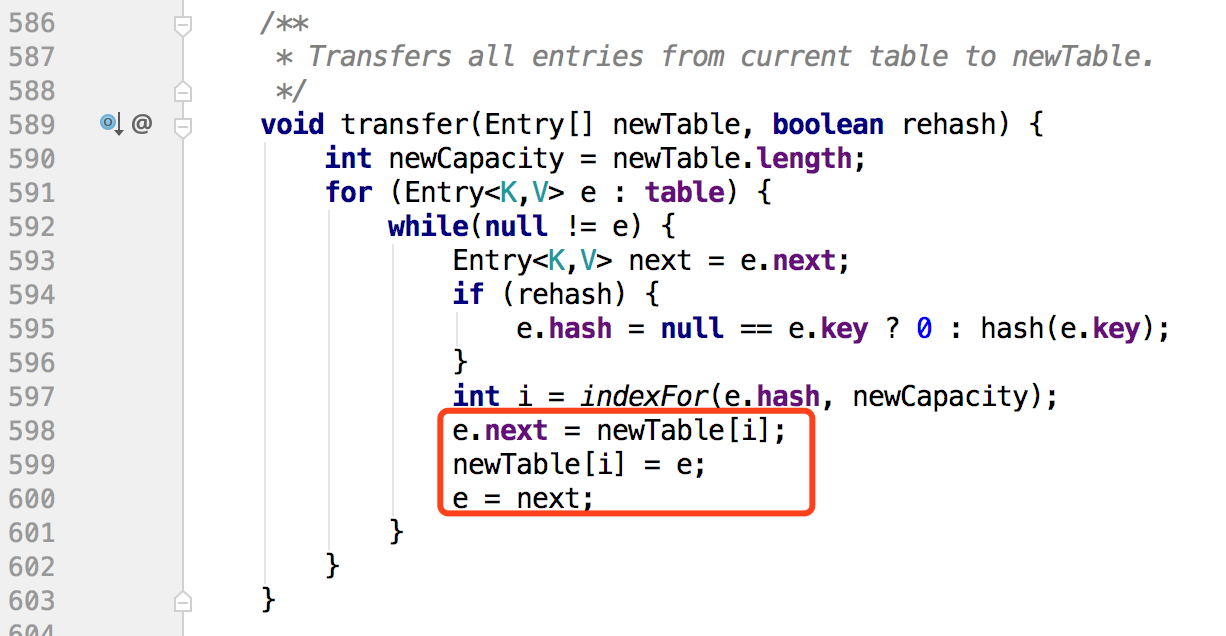 586 /**
587 * Transfers all entries from current table to newTable.
588 */
589 @ void transfer(Entry[] newTable, boolean rehash) {
590 int newCapacity = newTable.length;
591 for (Entry<K,V> e : table) {
592 while(null != e) {
593 Entry<K,V> next = e.next;
594 if (rehash) {
595 e.hash = null == e.key ? 0 : hash(e.key);
596 }
597 int i = indexFor(e.hash, newCapacity);
598 e.next = newTable[i];
599 newTable[i] = e;
600 e = next;
601 }
602 }
603 }
604